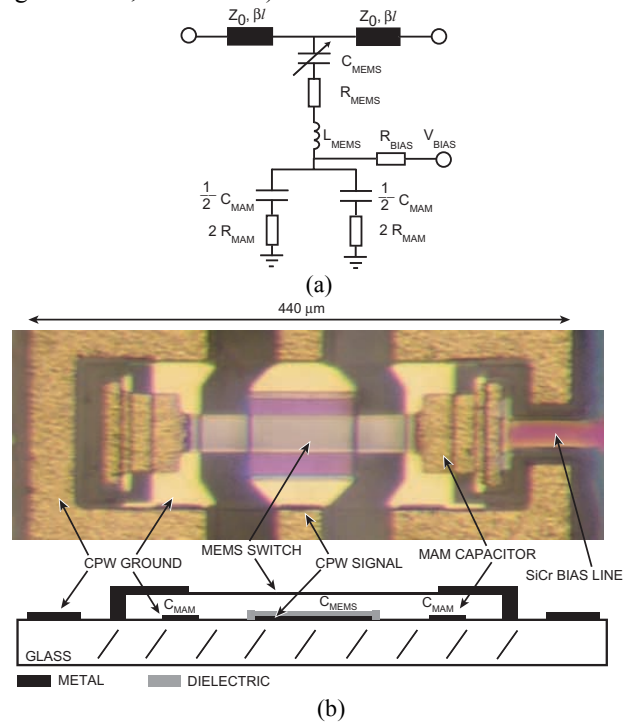 Z0, βl Z0, βl
CMEMS
RMEMS
LMEMS RBIAS VBIAS
1/2 CMAM 1/2 CMAM
2 RMAM 2 RMAM
(a)
440 μm
CPW GROUND MEMS SWITCH CPW SIGNAL MAM CAPACITOR SiCr BIAS LINE
CMAM CMEMS CMAM
GLASS
METAL DIELECTRIC
(b)